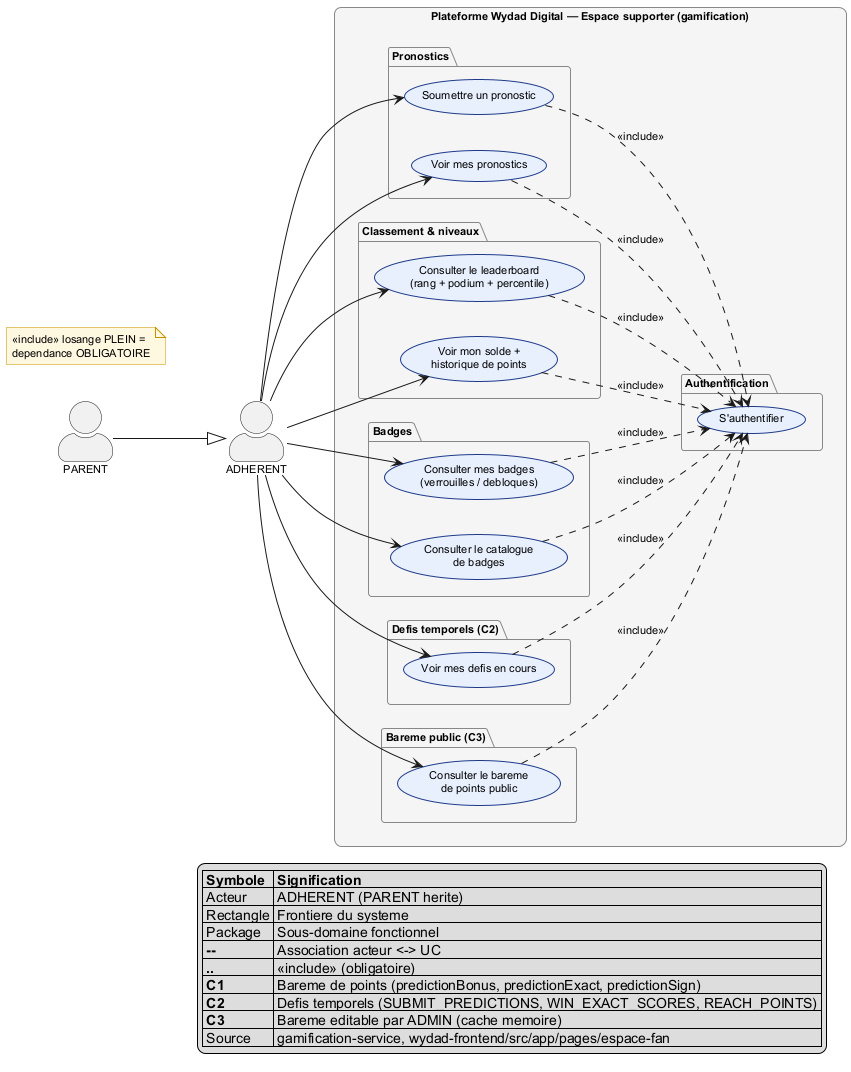 Plateforme Wydad Digital — Espace supporter (gamification)
Pronostics
Soumettre un pronostic
«include»
Voir mes pronostics
«include»
Classement & niveaux
Consulter le leaderboard
(rang + podium + percentile)
«include»
Voir mon solde +
historique de points
«include»
«include» losange PLEIN =
dependance OBLIGATOIRE
PARENT
ADHERENT
Authentification
S'authentifier
Badges
Consulter mes badges
(verrouilles / debloques)
«include»
Consulter le catalogue
de badges
«include»
Defis temporels (C2)
Voir mes defis en cours
«include»
Bareme public (C3)
Consulter le bareme
de points public
«include»
Symbole Signification
Acteur ADHERENT (PARENT herite)
Rectangle Frontiere du systeme
Package Sous-domaine fonctionnel
-- Association acteur <-> UC
.. «include» (obligatoire)
C1 Bareme de points (predictionBonus, predictionExact, predictionSign)
C2 Defis temporels (SUBMIT_PREDICTIONS, WIN_EXACT_SCORES, REACH_POINTS)
C3 Bareme editable par ADMIN (cache memoire)
Source gamification-service, wydad-frontend/src/app/pages/espace-fan